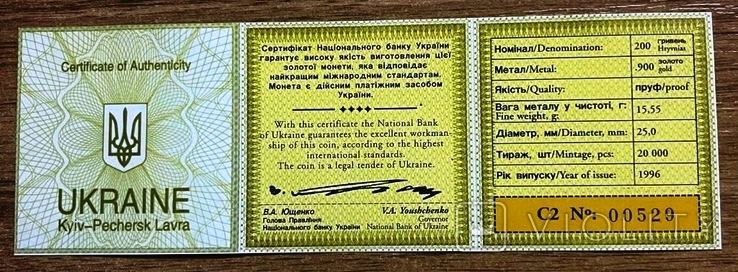 Certificate of Authenticity
UKRAINE
Kyiv-Pechersk Lavra
Сертифікат Національного банку України
гарантує високу якість виготовлення цієї
золотої монети, яка відповідає
найкращим міжнародним стандартам.
Монета є дійсним платіжним засобом
України.
With this certificate the National Bank
of Ukraine guarantees the excellent workman-
ship of this coin, according to the highest
international standards.
The coin is a legal tender of Ukraine.
В.А. Ющенко V.A. Youshchenko
Голова Правління Governor
Національного банку України National Bank of Ukraine
Номінал/Denomination: 200 гривень Hryvnias
Метал/Metal: .900 золото gold
Якість/Quality: пруф/proof
Вага металу у чистоті, г:
Fine weight, g: 15.55
Діаметр, мм/Diameter, mm: 25.0
Тираж, шт/Mintage, pcs: 20 000
Рік випуску/Year of issue: 1996
C2 No: 00529
VIOLITY